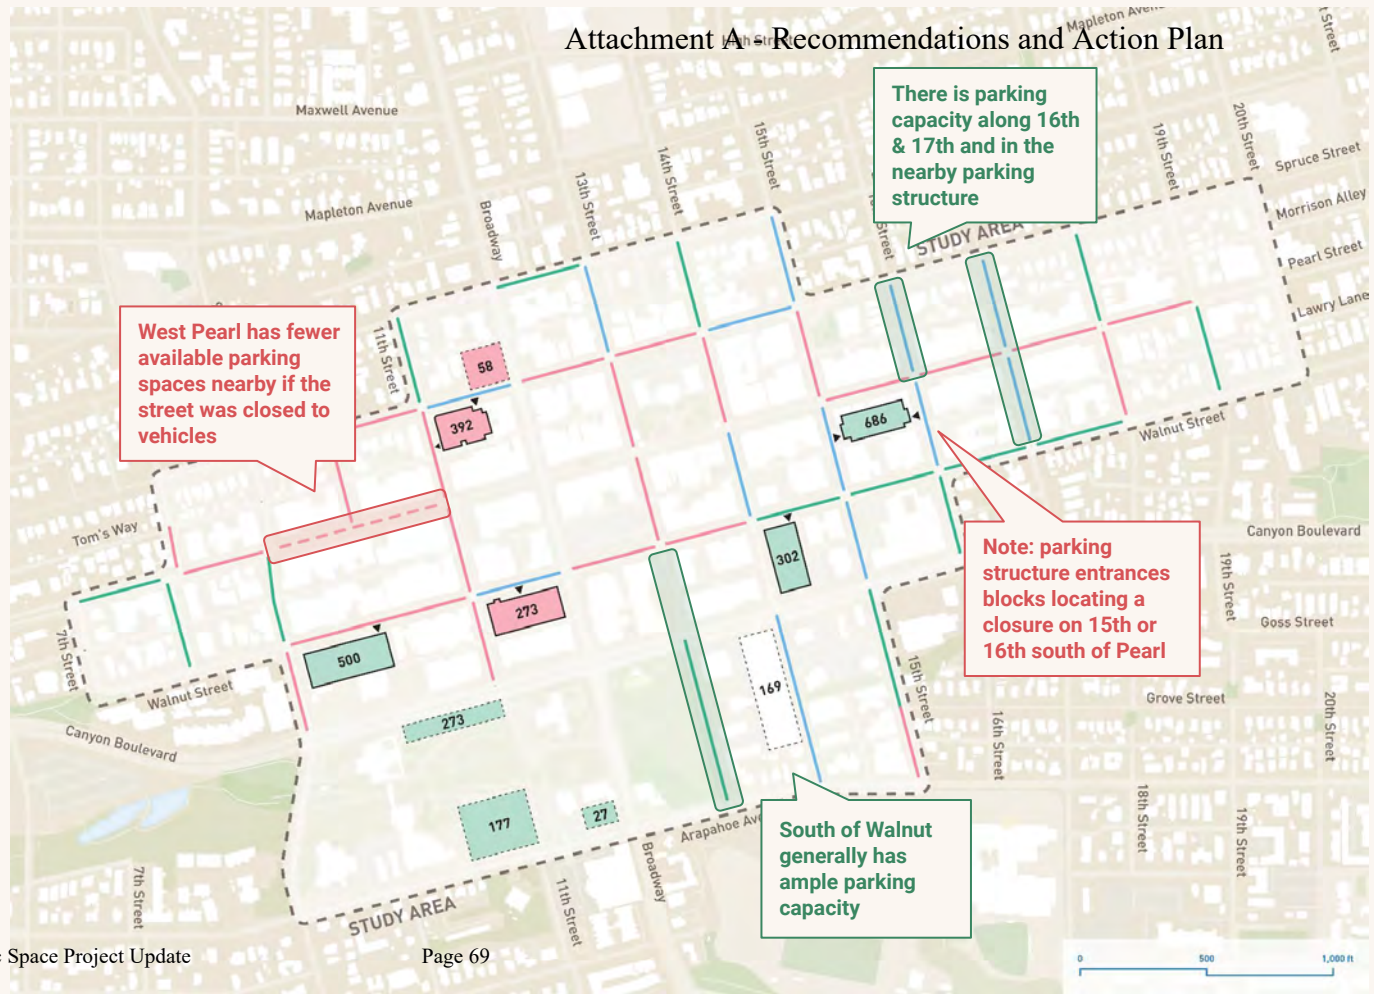 Attachment A - Recommendations and Action Plan
High Street
Mapleton Avenue
Street
Maxwell Avenue
Mapleton Avenue
Broadway
13th Street
14th Street
15th Street
Street
19th Street
20th Street
Spruce Street
Morrison Alley
Pearl Street
Lawry Lane
There is parking
capacity along 16th
& 17th and in the
nearby parking
structure
STUDY AREA
West Pearl has fewer
available parking
spaces nearby if the
street was closed to
vehicles
11th Street
58
392
686
Walnut Street
Tom's Way
Canyon Boulevard
Note: parking
structure entrances
blocks locating a
closure on 15th or
16th south of Pearl
302
273
500
7th Street
Walnut Street
Canyon Boulevard
273
169
15th Street
19th Street
Goss Street
Grove Street
16th Street
20th Street
177
27
Arapahoe Av
South of Walnut
generally has
ample parking
capacity
18th Street
19th Street
7th Street
Broadway
11th Street
STUDY AREA
Space Project Update
Page 69
0 500 1,000 ft